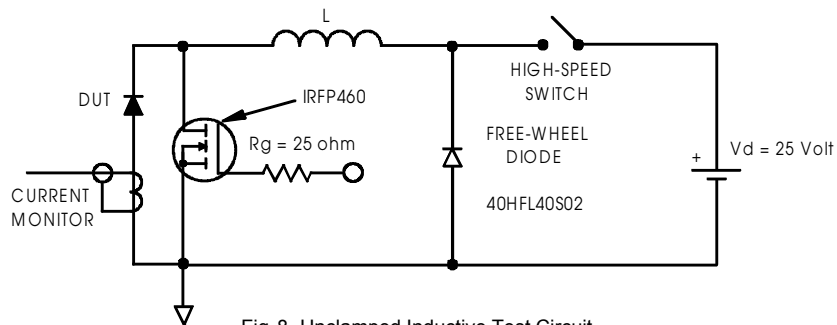 L
HIGH-SPEED
SWITCH
DUT
IRFP460
Rg = 25 ohm
FREE-WHEEL
DIODE
+
Vd = 25 Volt
40HFL40S02
CURRENT
MONITOR
Fig. 8- Unclamped Inductive Test Circuit